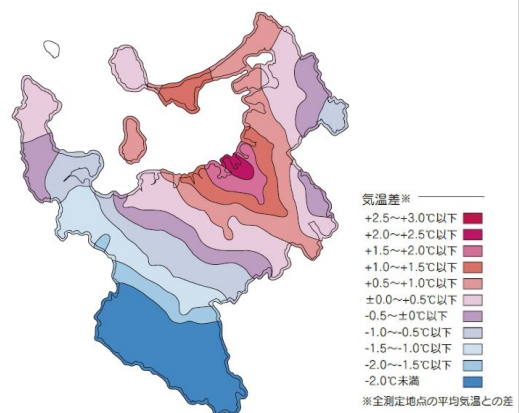 気温差※
+2.5～+3.0℃以下
+2.0～+2.5℃以下
+1.5～+2.0℃以下
+1.0～+1.5℃以下
+0.5～+1.0℃以下
±0.0～+0.5℃以下
-0.5～±0℃以下
-1.0～-0.5℃以下
-1.5～-1.0℃以下
-2.0～-1.5℃以下
-2.0℃未満
※全測定地点の平均気温との差